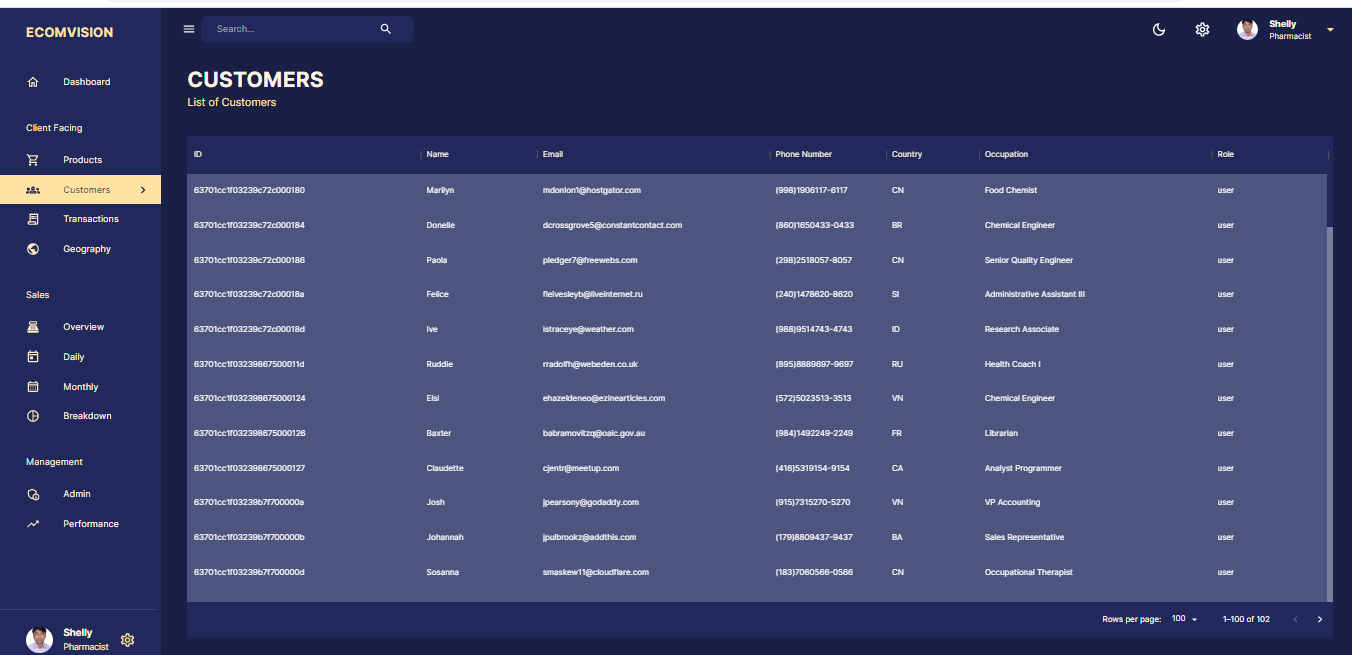 ECOMVISION
Search...
Shelly
Pharmacist
Dashboard
Client Facing
Products
Customers
Transactions
Geography
Sales
Overview
Daily
Monthly
Breakdown
Management
Admin
Performance
Shelly
Pharmacist
CUSTOMERS
List of Customers
ID Name Email Phone Number Country Occupation Role
63701cc1f03239c72c000180 Marilyn mdonlon1@hostgator.com (998)1906117-6117 CN Food Chemist user
63701cc1f03239c72c000184 Donelle dcrossgrove5@constantcontact.com (860)1650433-0433 BR Chemical Engineer user
63701cc1f03239c72c000186 Paola pledger7@freewebs.com (298)2518057-8057 CN Senior Quality Engineer user
63701cc1f03239c72c00018a Felice fleivesleyb@liveinternet.ru (240)1478620-8620 SI Administrative Assistant III user
63701cc1f03239c72c00018d Ive istraceye@weather.com (988)9514743-4743 ID Research Associate user
63701cc1f03239867500011d Ruddie rradolfh@webeden.co.uk (895)8889697-9697 RU Health Coach I user
63701cc1f032398675000124 Elsi ehazeldeneo@ezinearticles.com (572)5023513-3513 VN Chemical Engineer user
63701cc1f032398675000126 Baxter babramovitzq@oaic.gov.au (984)1492249-2249 FR Librarian user
63701cc1f032398675000127 Claudette cjentr@meetup.com (416)5319154-9154 CA Analyst Programmer user
63701cc1f03239b7f700000a Josh jpearsony@godaddy.com (915)7315270-5270 VN VP Accounting user
63701cc1f03239b7f700000b Johannah jpulbrookz@addthis.com (179)8809437-9437 BA Sales Representative user
63701cc1f03239b7f700000d Sosanna smaskew11@cloudflare.com (183)7060566-0566 CN Occupational Therapist user
Rows per page: 100 1–100 of 102